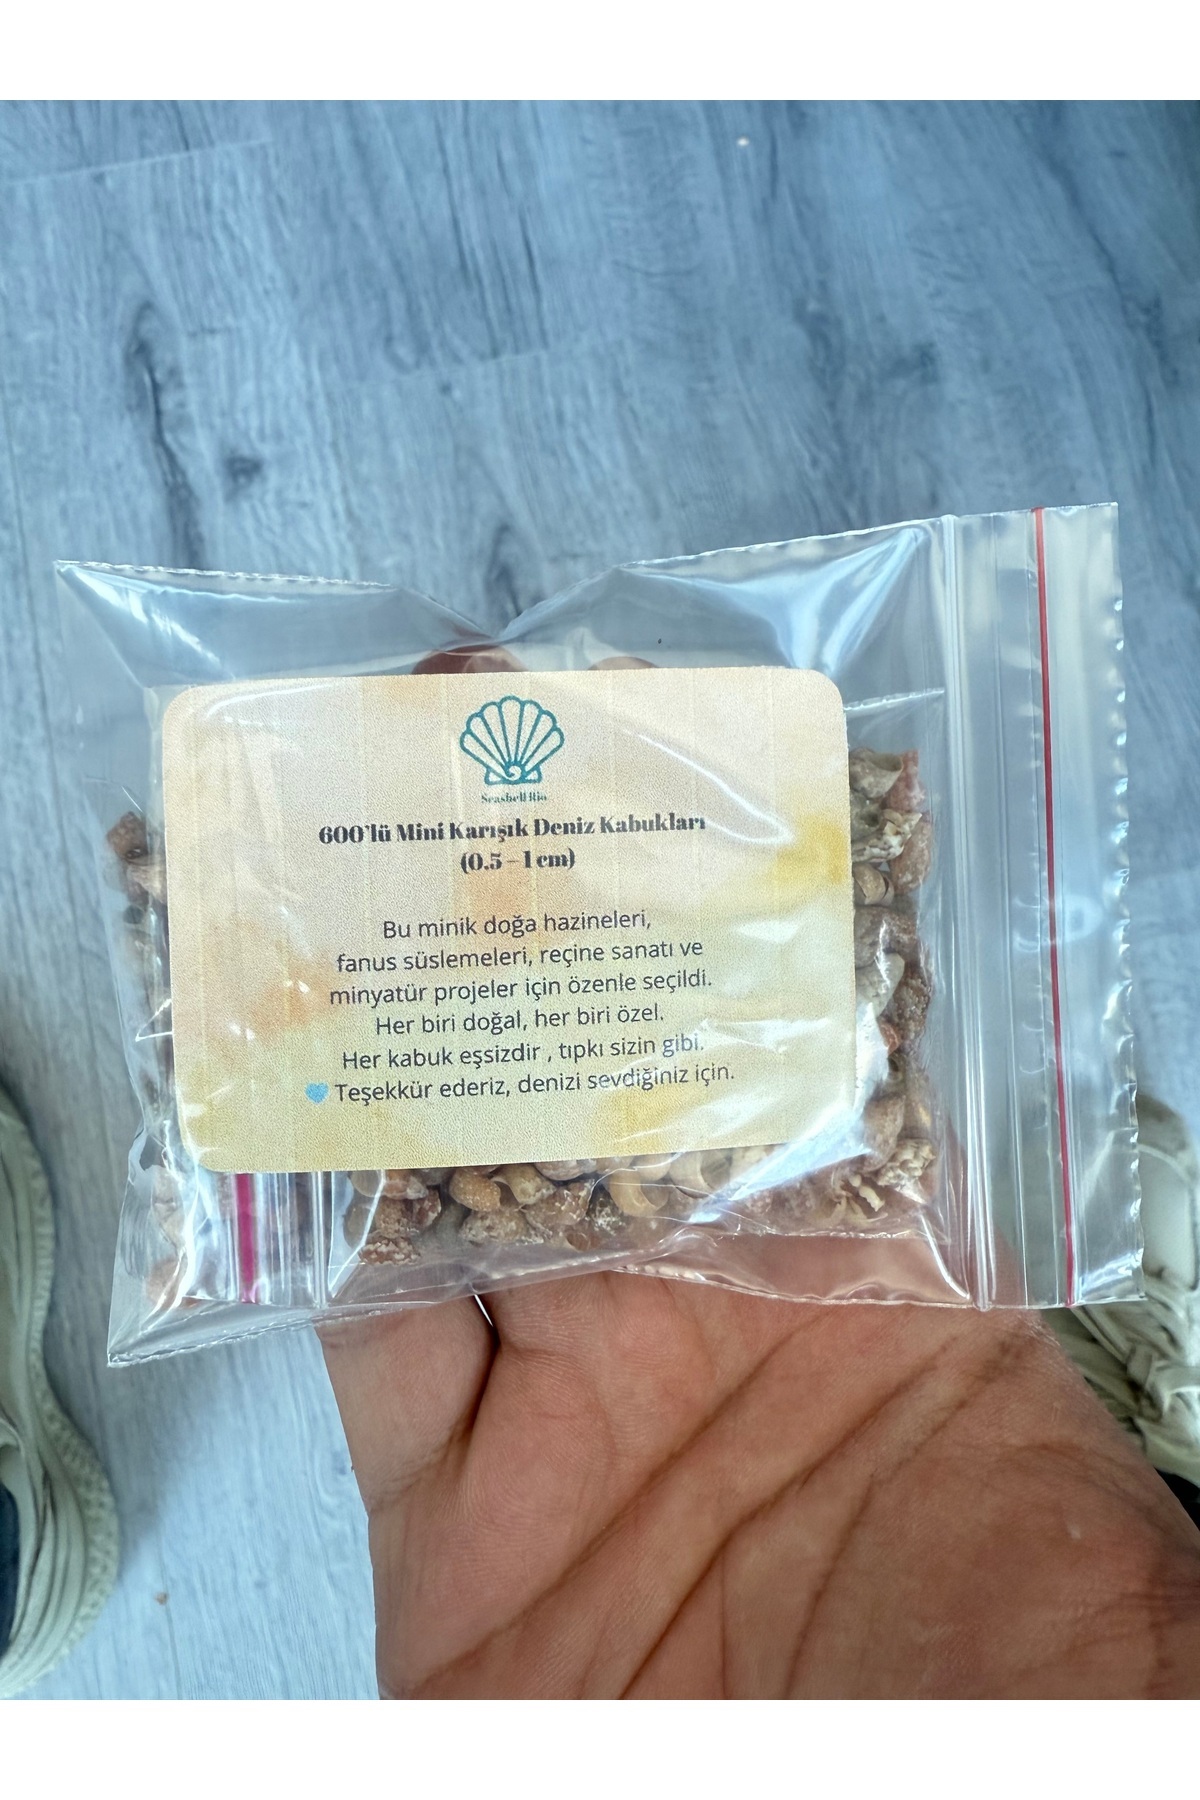 Seashell Rio
600'lü Mini Karışık Deniz Kabukları
(0.5 – 1 cm)
Bu minik doğa hazineleri,
fanus süslemeleri, reçine sanatı ve
minyatür projeler için özenle seçildi.
Her biri doğal, her biri özel.
Her kabuk eşsizdir , tıpkı sizin gibi.
Teşekkür ederiz, denizi sevdiğiniz için.